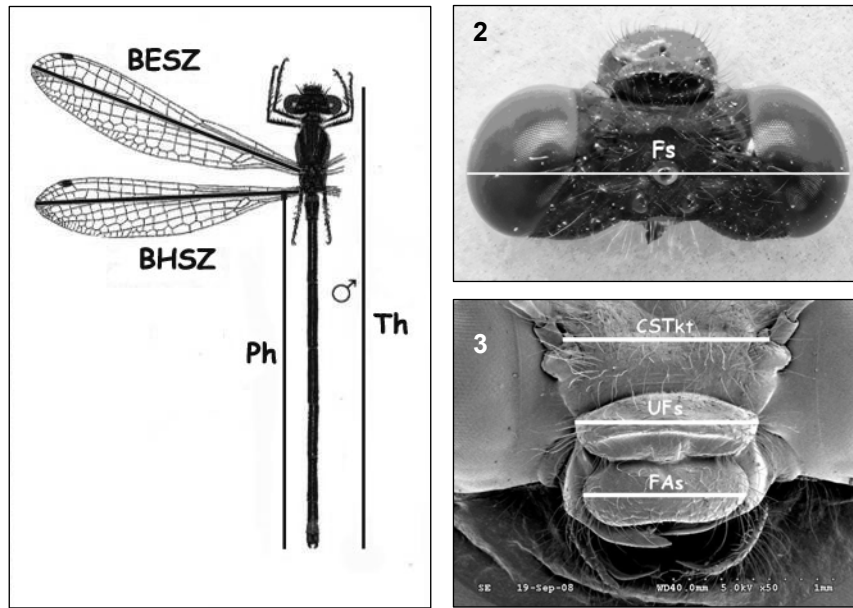 BESZ
BHSZ
Ph
♂
Th
2
Fs
3
CSTkt
UFs
FAs
SE 19-Sep-08 WD40.0mm 5.0kV x50 1mm